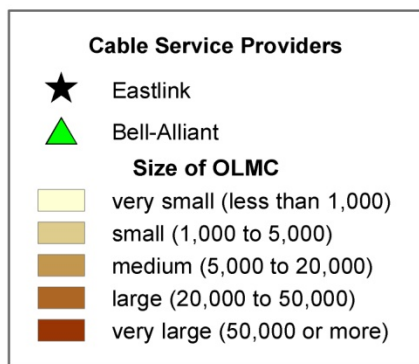 Cable Service Providers
Eastlink
Bell-Alliant
Size of OLMC
very small (less than 1,000)
small (1,000 to 5,000)
medium (5,000 to 20,000)
large (20,000 to 50,000)
very large (50,000 or more)